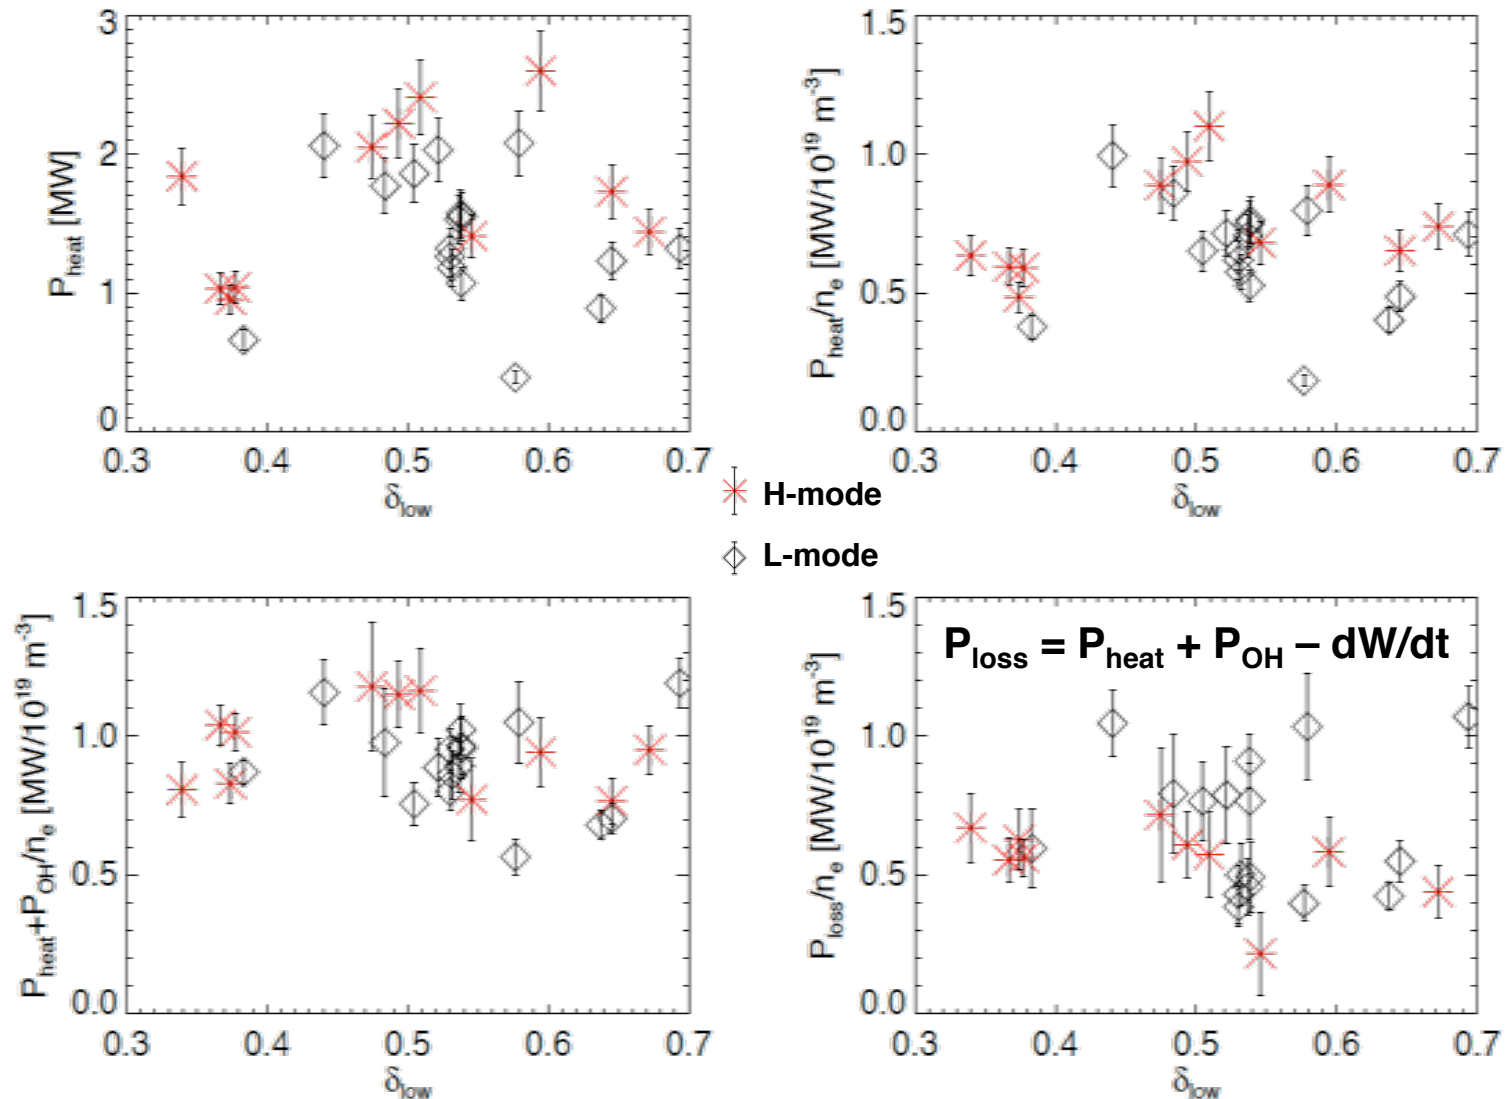 3
2
1
0
P_heat [MW]
0.3 0.4 0.5 0.6 0.7
δ_low
1.5
1.0
0.5
0.0
P_heat/n_e [MW/10^19 m^-3]
0.3 0.4 0.5 0.6 0.7
δ_low
H-mode
L-mode
1.5
1.0
0.5
0.0
P_heat+P_OH/n_e [MW/10^19 m^-3]
0.3 0.4 0.5 0.6 0.7
δ_low
P_loss = P_heat + P_OH – dW/dt
1.5
1.0
0.5
0.0
P_loss/n_e [MW/10^19 m^-3]
0.3 0.4 0.5 0.6 0.7
δ_low